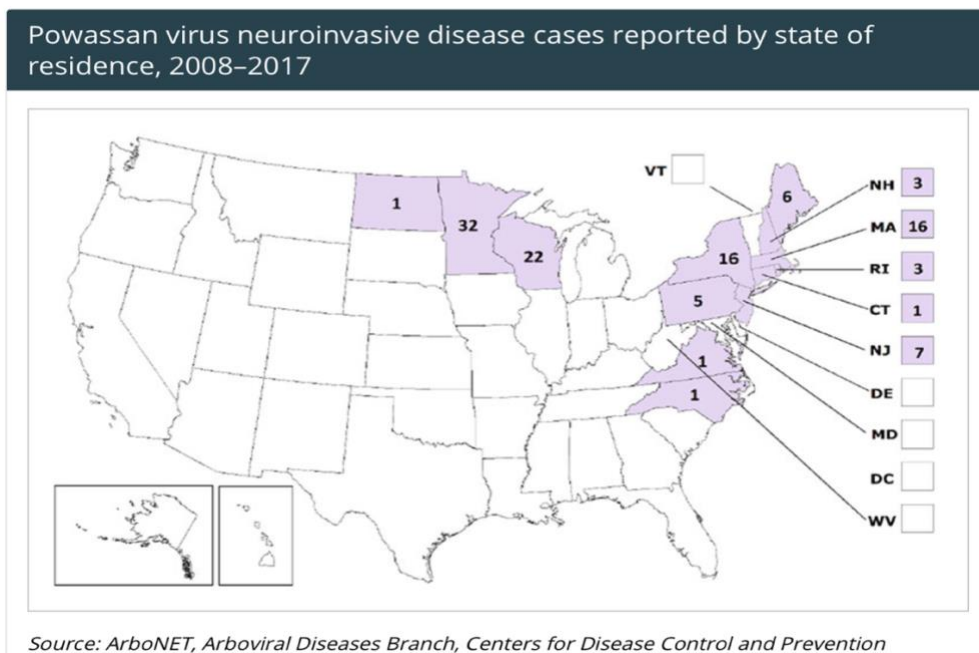 Powassan virus neuroinvasive disease cases reported by state of
residence, 2008–2017
VT
NH 3
6
1
MA 16
32
22
16
RI 3
5
CT 1
NJ 7
1
DE
1
MD
DC
WV
Source: ArboNET, Arboviral Diseases Branch, Centers for Disease Control and Prevention